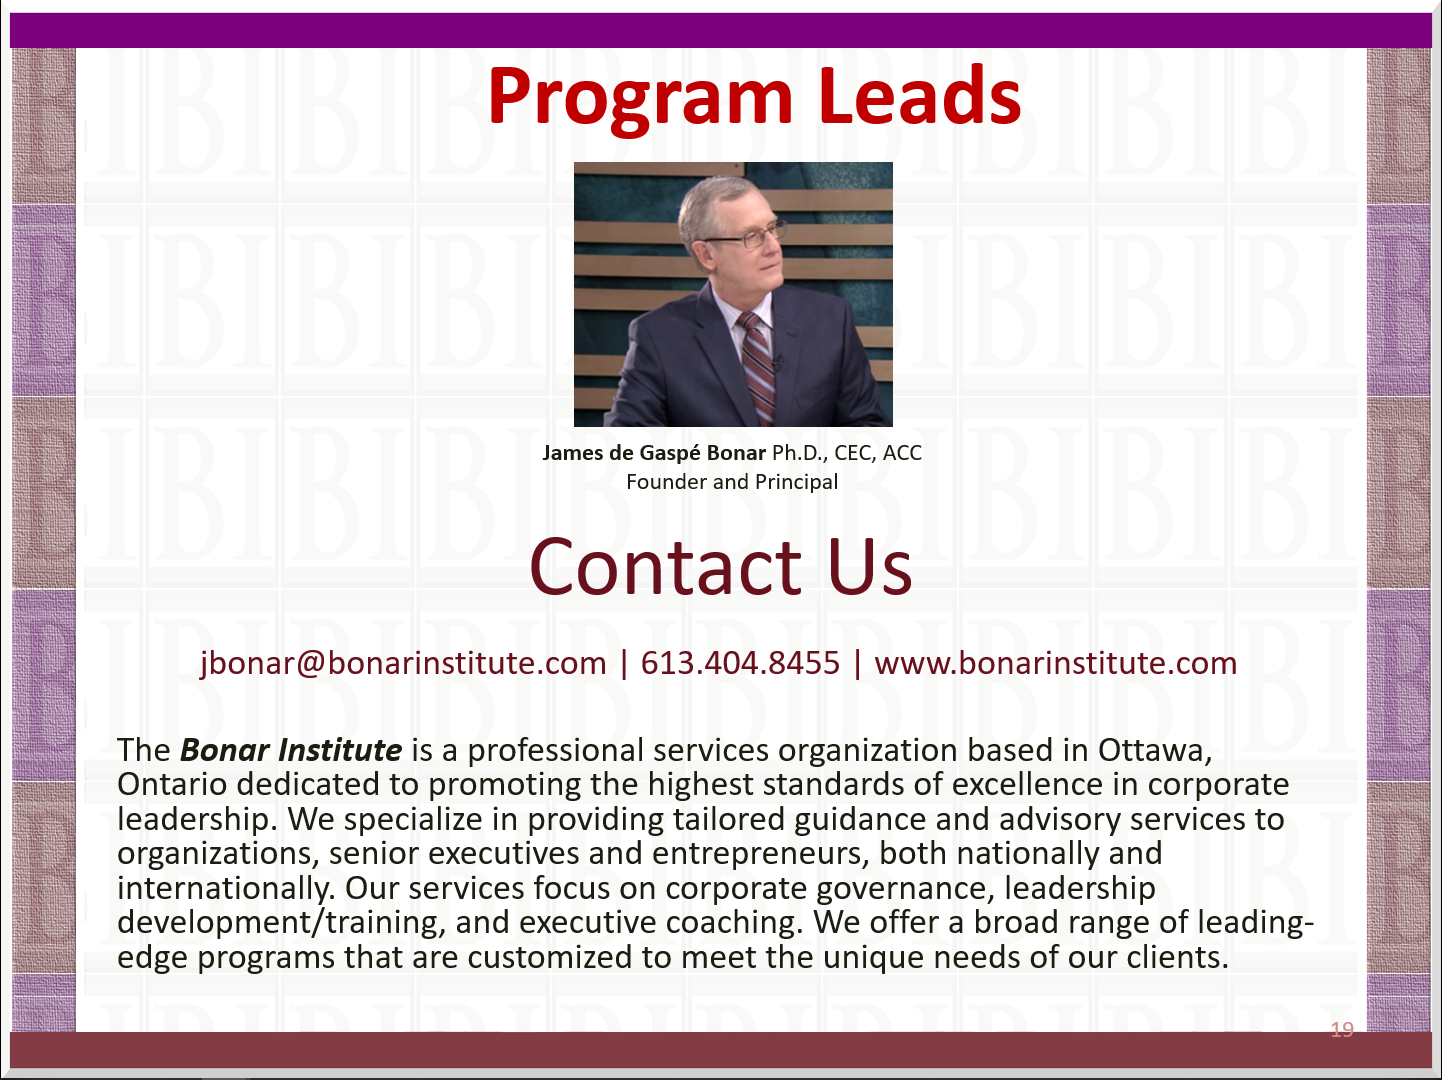 Program Leads
James de Gaspé Bonar Ph.D., CEC, ACC
Founder and Principal
Contact Us
jbonar@bonarinstitute.com | 613.404.8455 | www.bonarinstitute.com
The Bonar Institute is a professional services organization based in Ottawa,
Ontario dedicated to promoting the highest standards of excellence in corporate
leadership. We specialize in providing tailored guidance and advisory services to
organizations, senior executives and entrepreneurs, both nationally and
internationally. Our services focus on corporate governance, leadership
development/training, and executive coaching. We offer a broad range of leading-
edge programs that are customized to meet the unique needs of our clients.
19